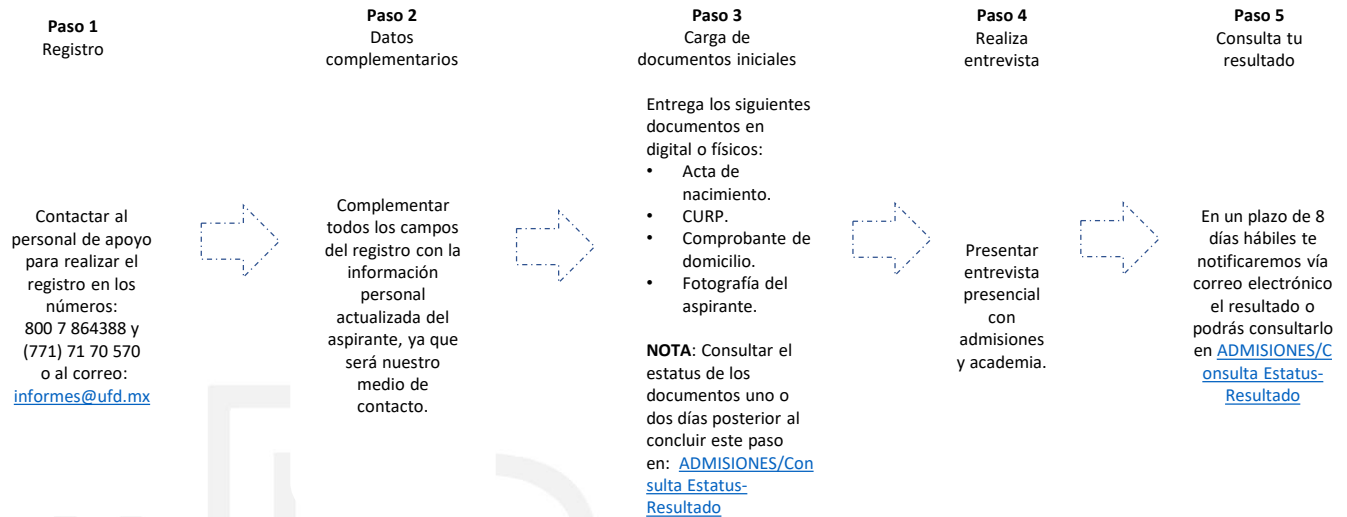 Paso 1
Registro
Contactar al
personal de apoyo
para realizar el
registro en los
números:
800 7 864388 y
(771) 71 70 570
o al correo:
informes@ufd.mx
Paso 2
Datos
complementarios
Complementar
todos los campos
del registro con la
información
personal
actualizada del
aspirante, ya que
será nuestro
medio de
contacto.
Paso 3
Carga de
documentos iniciales
Entrega los siguientes
documentos en
digital o físicos:
• Acta de
nacimiento.
• CURP.
• Comprobante de
domicilio.
• Fotografía del
aspirante.
NOTA: Consultar el
estatus de los
documentos uno o
dos días posterior al
concluir este paso
en: ADMISIONES/Con
sulta Estatus-
Resultado
Paso 4
Realiza
entrevista
Presentar
entrevista
presencial
con
admisiones
y academia.
Paso 5
Consulta tu
resultado
En un plazo de 8
días hábiles te
notificaremos vía
correo electrónico
el resultado o
podrás consultarlo
en ADMISIONES/C
onsulta Estatus-
Resultado